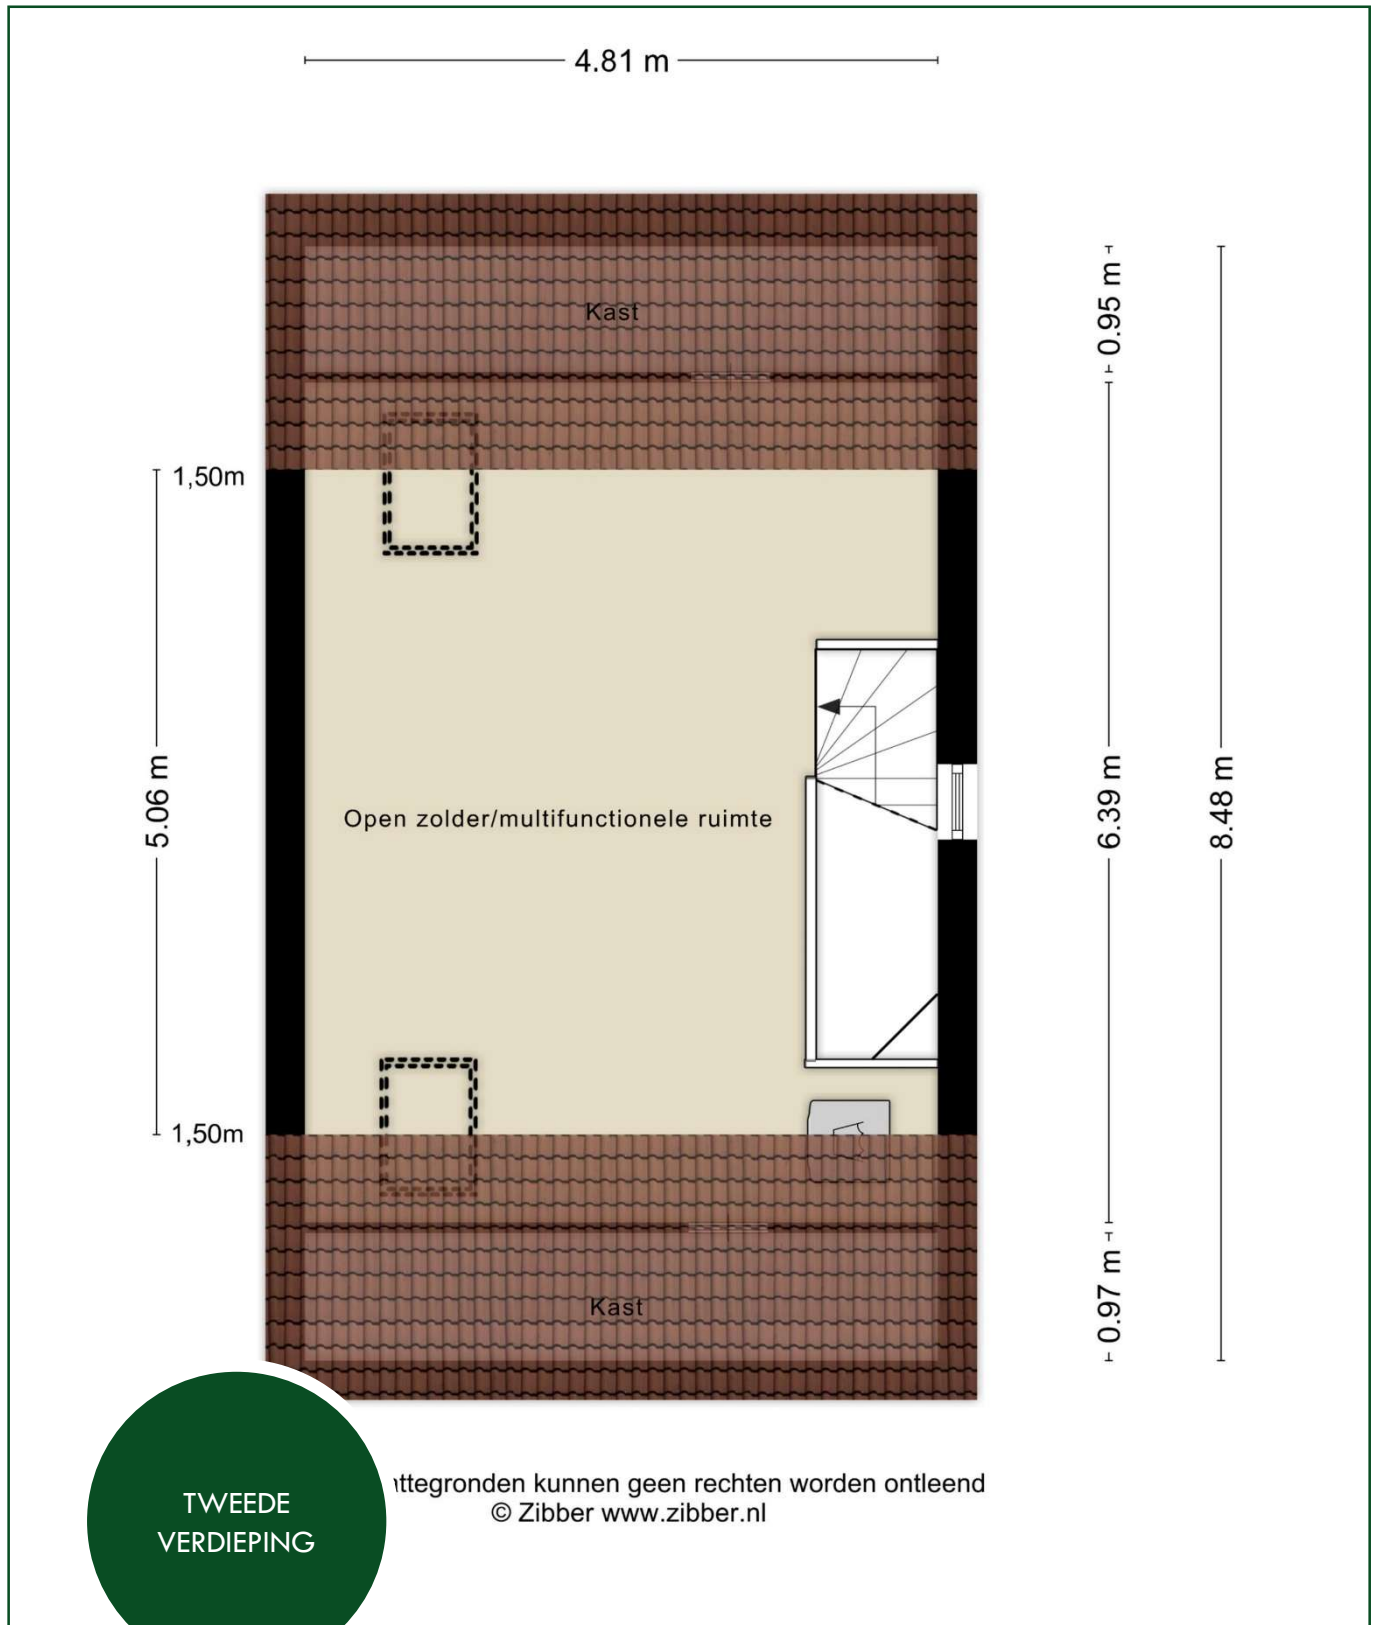 4.81 m
Kast
0.95 m
1,50m
5.06 m
Open zolder/multifunctionele ruimte
6.39 m
8.48 m
1,50m
0.97 m
Kast
kunnen geen rechten worden ontleend
© Zibber www.zibber.nl
TWEEDE
VERDIEPING